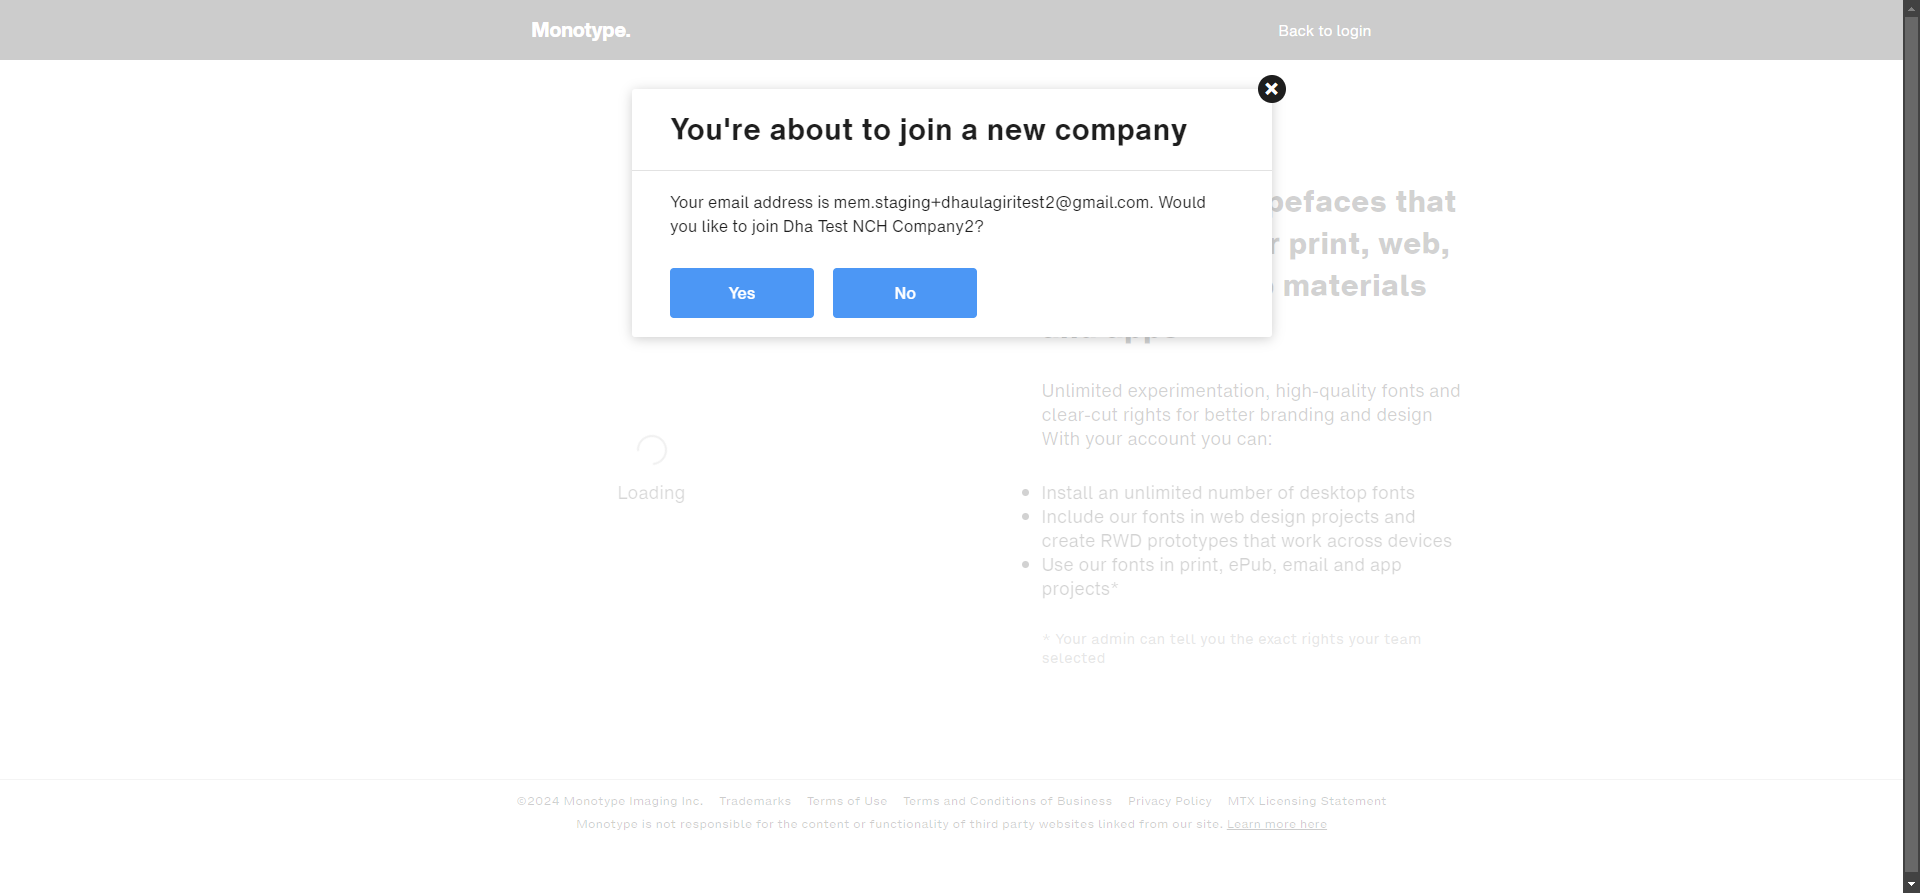 Monotype.
Back to login
You're about to join a new company
Your email address is mem.staging+dhaulagiritest2@gmail.com. Would
you like to join Dha Test NCH Company2?
Yes
No
that
print, web,
materials
Unlimited experimentation, high-quality fonts and
clear-cut rights for better branding and design
With your account you can:
Loading
Install an unlimited number of desktop fonts
Include our fonts in web design projects and
create RWD prototypes that work across devices
Use our fonts in print, ePub, email and app
projects*
* Your admin can tell you the exact rights your team
selected
©2024 Monotype Imaging Inc. Trademarks Terms of Use Terms and Conditions of Business Privacy Policy MTX Licensing Statement
Monotype is not responsible for the content or functionality of third party websites linked from our site. Learn more here